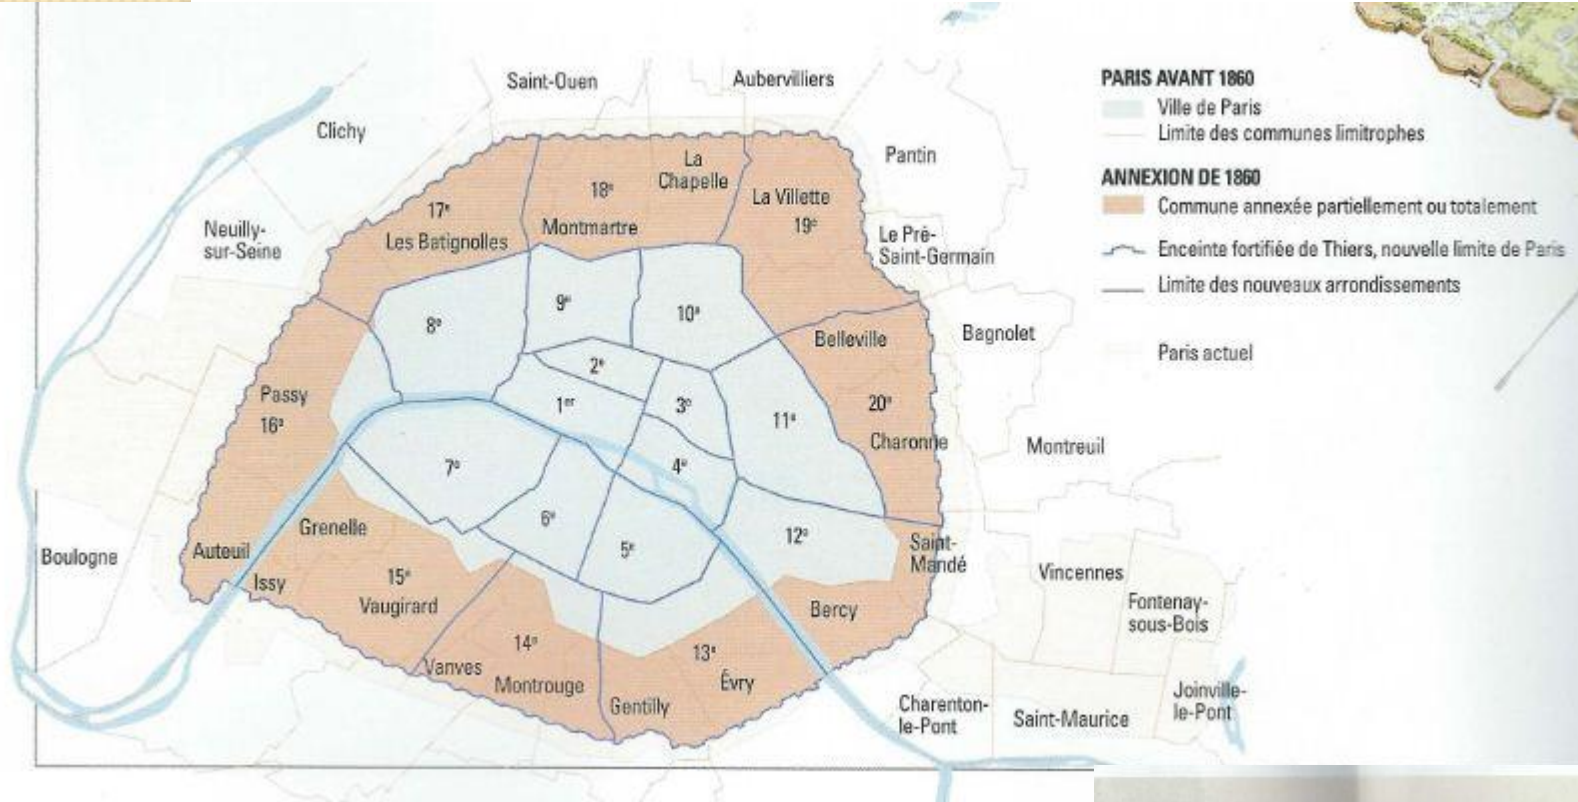 Saint-Ouen
Aubervilliers
Clichy
Pantin
La
Chapelle
18e
La Villette
19e
17e
Montmartre
Les Batignolles
Neuilly-
sur-Seine
Le Pré-
Saint-Germain
9e
10e
8e
Belleville
Bagnolet
2e
Passy
16e
1er
3e
11e
20e
Charonne
Montreuil
7e
4e
6e
5e
12e
Grenelle
Auteuil
Issy
Boulogne
15e
Vaugirard
Saint-
Mandé
Vincennes
Bercy
Fontenay-
sous-Bois
14e
13e
Vanves
Montrouge
Gentilly
Évry
Charenton-
le-Pont
Saint-Maurice
Joinville-
le-Pont
PARIS AVANT 1860
Ville de Paris
Limite des communes limitrophes
ANNEXION DE 1860
Commune annexée partiellement ou totalement
Enceinte fortifiée de Thiers, nouvelle limite de Paris
Limite des nouveaux arrondissements
Paris actuel